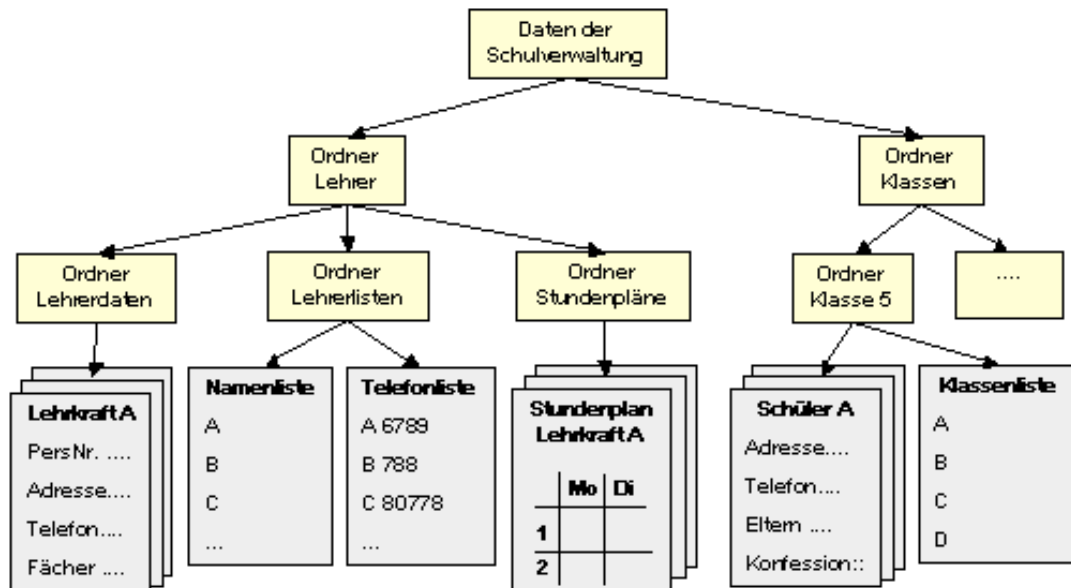 Daten der
Schulverwaltung
Ordner
Lehrer
Ordner
Klassen
Ordner
Lehrerdaten
Ordner
Lehrerlisten
Ordner
Stundenpläne
Ordner
Klasse 5
....
Lehrkraft A
PersNr. ....
Adresse....
Telefon....
Fächer ....
Namenliste
A
B
C
...
Telefonliste
A 6789
B 788
C 80778
...
Stunderplan
Lehrkraft A
Mo Di
1
2
Schüler A
Adresse....
Telefon....
Eltern ....
Konfession::
Klassenliste
A
B
C
D